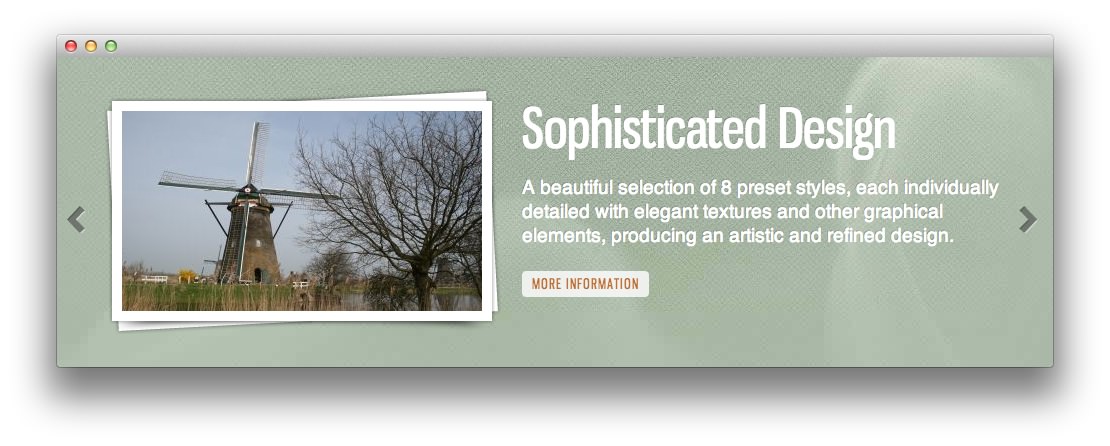 Sophisticated Design
A beautiful selection of 8 preset styles, each individually
detailed with elegant textures and other graphical
elements, producing an artistic and refined design.
MORE INFORMATION